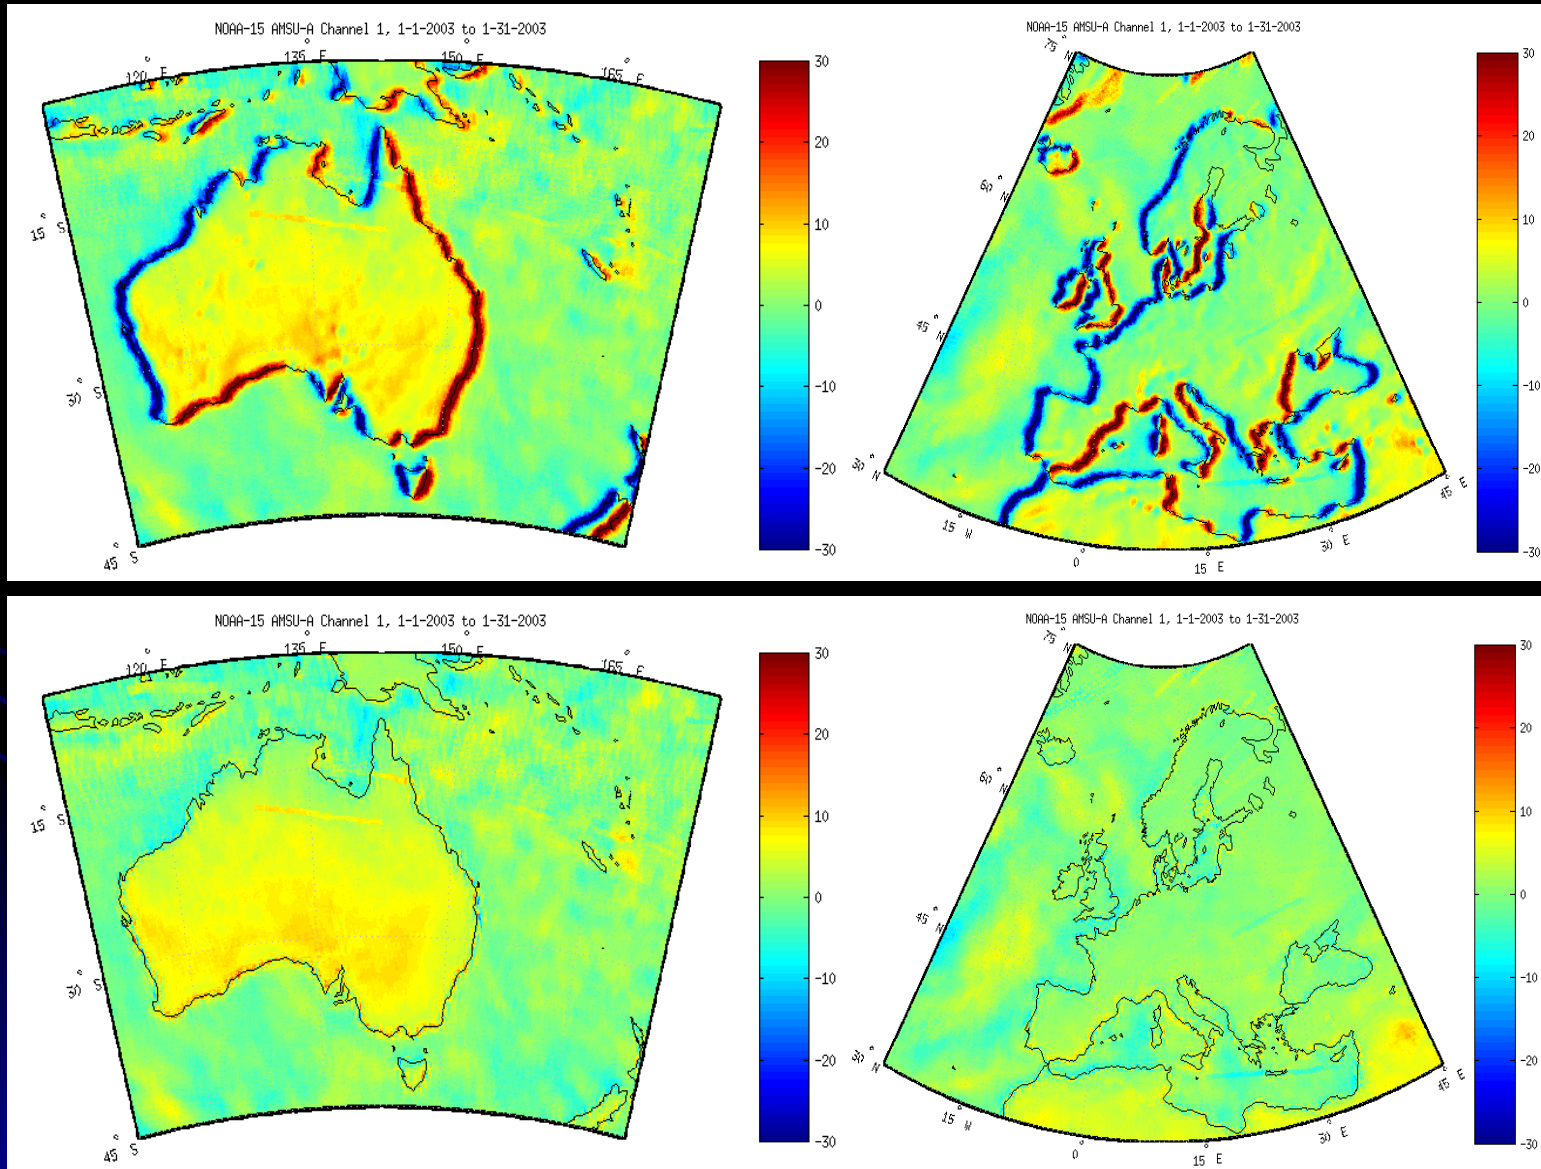 NOAA-15 AMSU-A Channel 1, 1-1-2003 to 1-31-2003
120 ° E
135 ° E
150 ° E
165 ° E
15 ° S
30 ° S
45 ° S
30
20
10
0
-10
-20
-30
NOAA-15 AMSU-A Channel 1, 1-1-2003 to 1-31-2003
75 ° N
60 ° N
45 ° N
30 ° N
15 ° W
0 °
15 ° E
30 ° E
45 ° E
30
20
10
0
-10
-20
-30
NOAA-15 AMSU-A Channel 1, 1-1-2003 to 1-31-2003
120 ° E
135 ° E
150 ° E
165 ° E
15 ° S
30 ° S
45 ° S
30
20
10
0
-10
-20
-30
NOAA-15 AMSU-A Channel 1, 1-1-2003 to 1-31-2003
75 ° N
60 ° N
45 ° N
30 ° N
15 ° W
0 °
15 ° E
30 ° E
45 ° E
30
20
10
0
-10
-20
-30